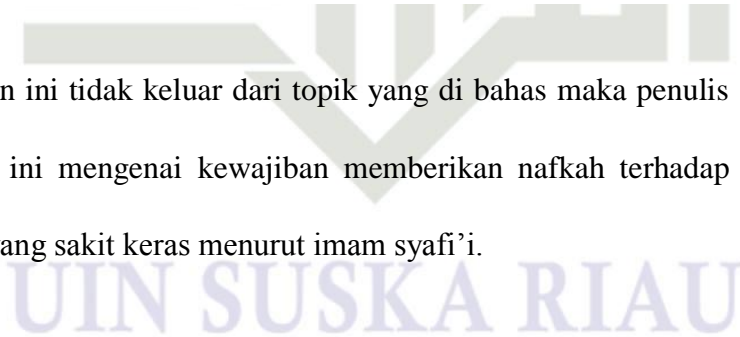 n ini tidak keluar dari topik yang di bahas maka penulis
ini mengenai kewajiban memberikan nafkah terhadap
ang sakit keras menurut imam syafi’i.
UIN SUSKA RIAU